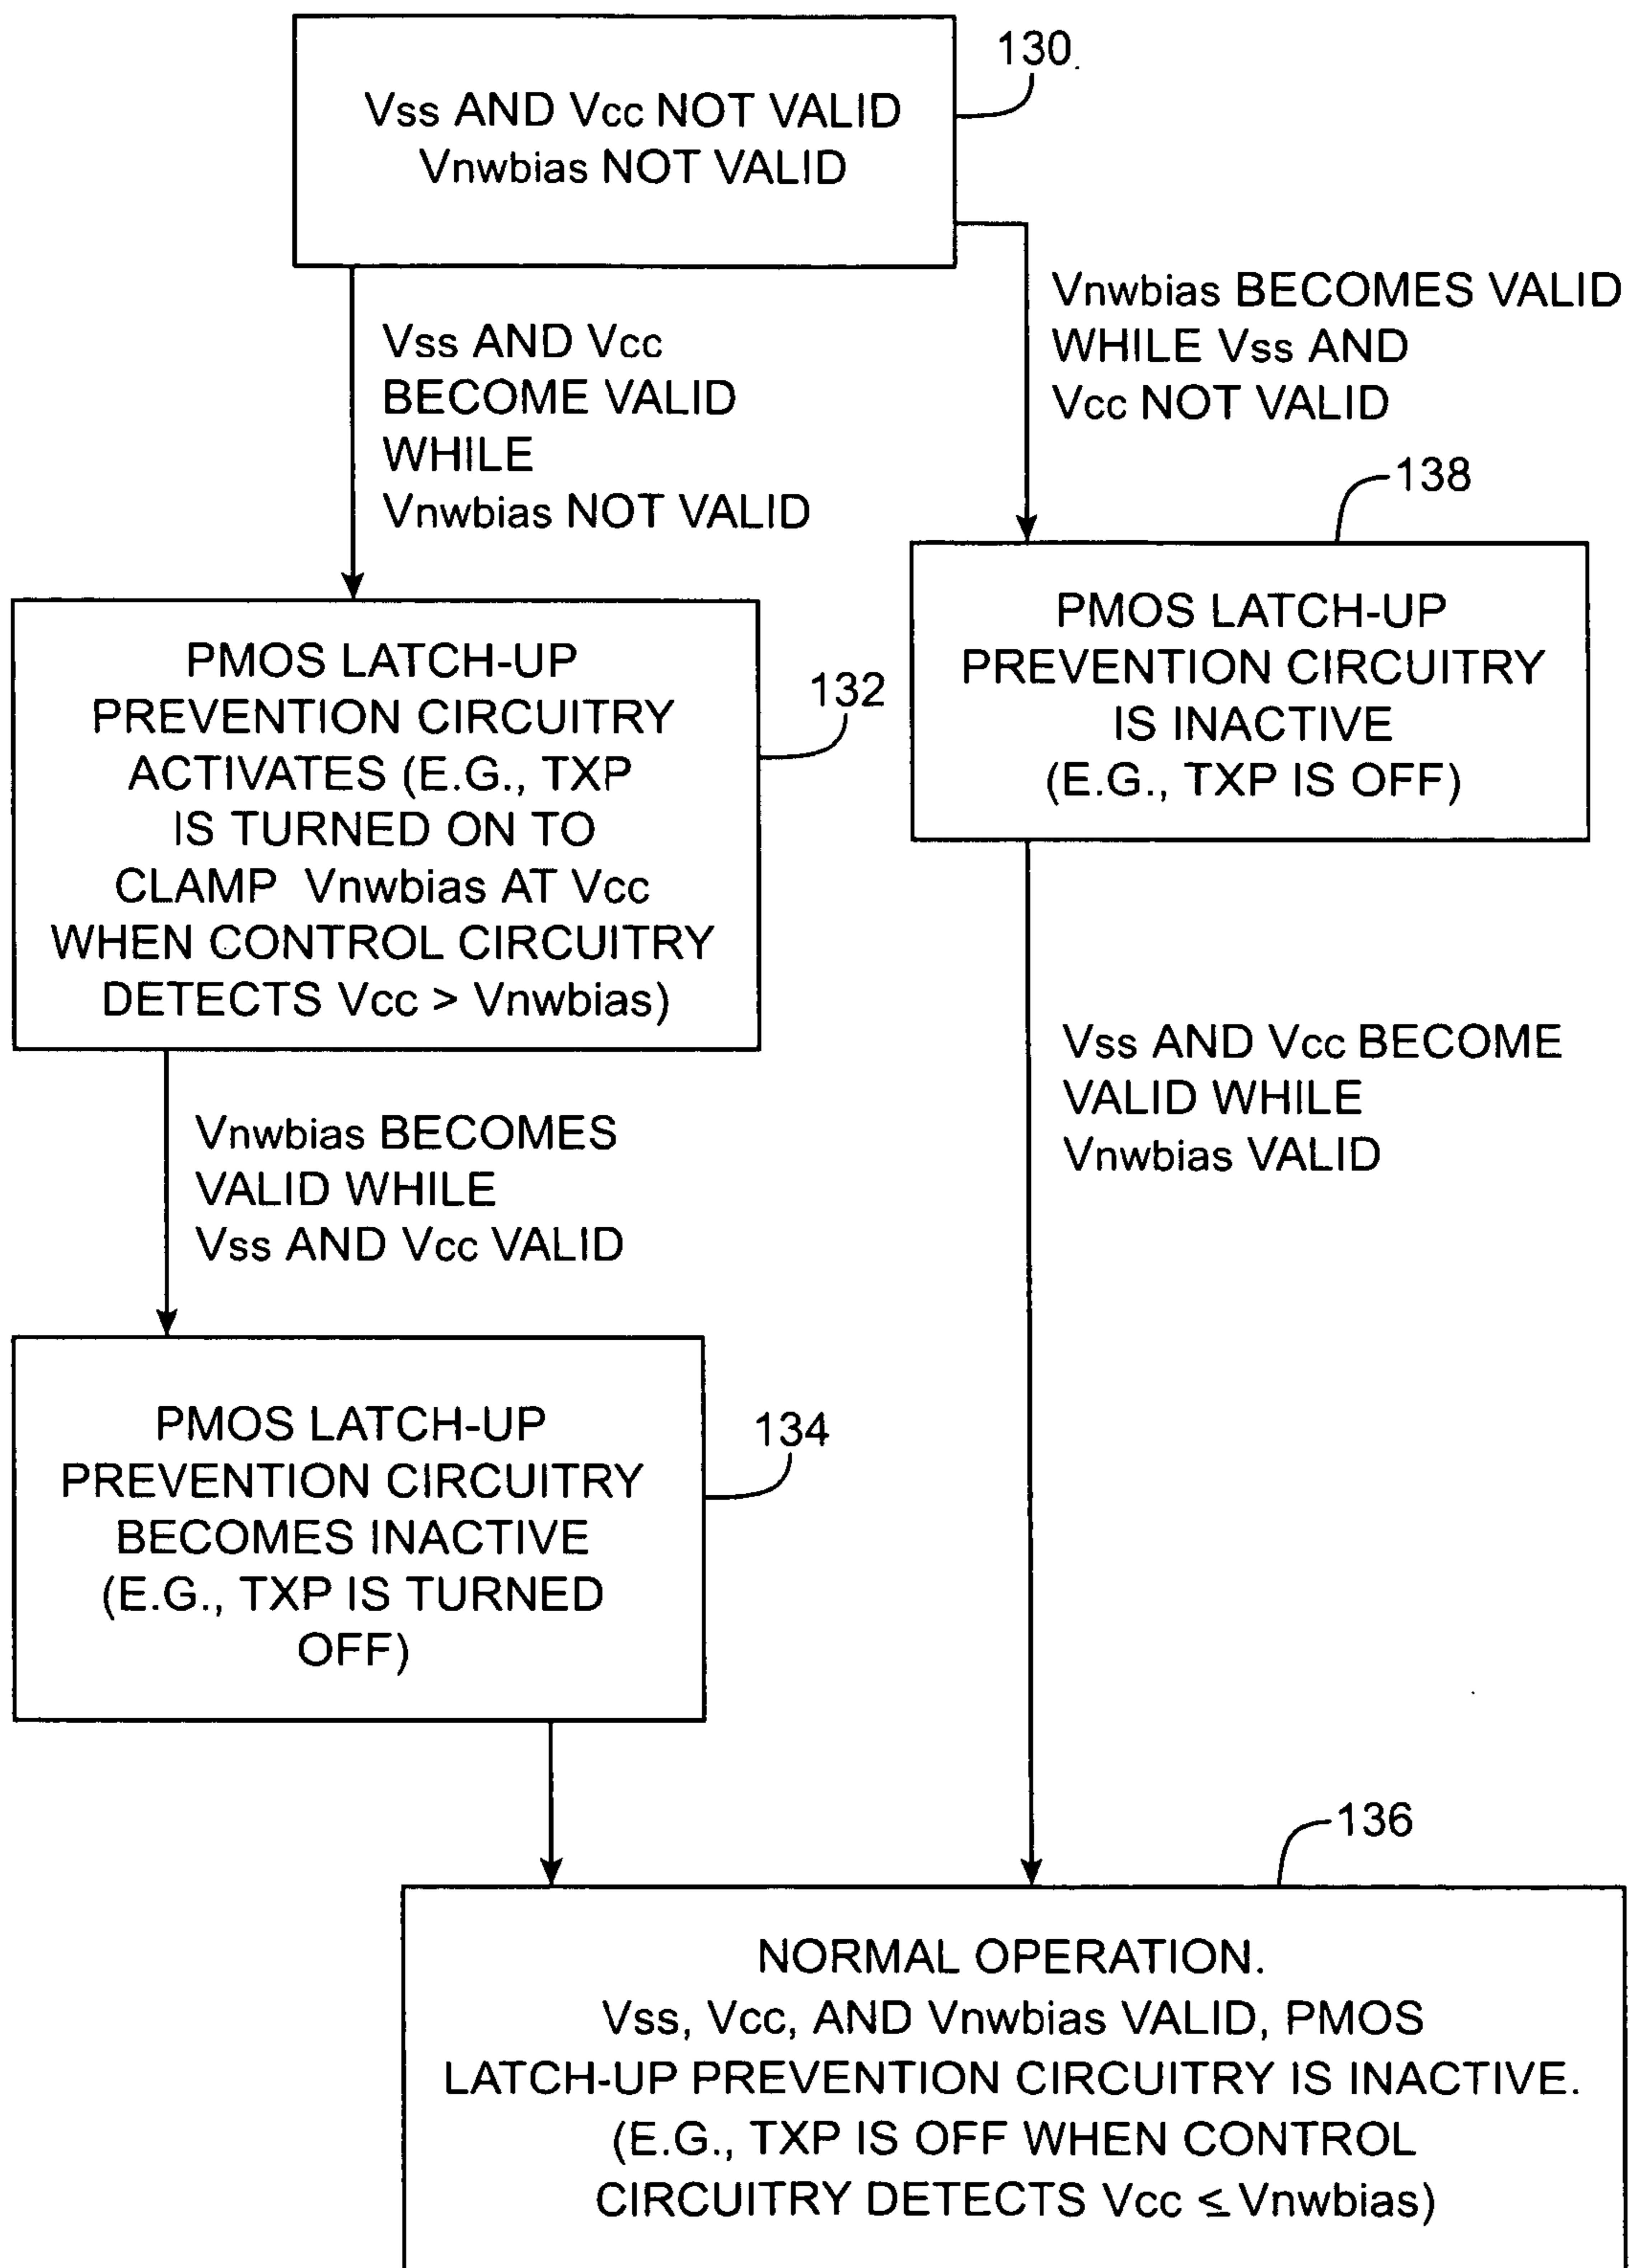 130
Vss AND Vcc NOT VALID
Vnwbias NOT VALID
Vss AND Vcc
BECOME VALID
WHILE
Vnwbias NOT VALID
Vnwbias BECOMES VALID
WHILE Vss AND
Vcc NOT VALID
138
PMOS LATCH-UP
PREVENTION CIRCUITRY
IS INACTIVE
(E.G., TXP IS OFF)
132
PMOS LATCH-UP
PREVENTION CIRCUITRY
ACTIVATES (E.G., TXP
IS TURNED ON TO
CLAMP Vnwbias AT Vcc
WHEN CONTROL CIRCUITRY
DETECTS Vcc > Vnwbias)
Vss AND Vcc BECOME
VALID WHILE
Vnwbias VALID
Vnwbias BECOMES
VALID WHILE
Vss AND Vcc VALID
134
PMOS LATCH-UP
PREVENTION CIRCUITRY
BECOMES INACTIVE
(E.G., TXP IS TURNED
OFF)
136
NORMAL OPERATION.
Vss, Vcc, AND Vnwbias VALID, PMOS
LATCH-UP PREVENTION CIRCUITRY IS INACTIVE.
(E.G., TXP IS OFF WHEN CONTROL
CIRCUITRY DETECTS Vcc ≤ Vnwbias)